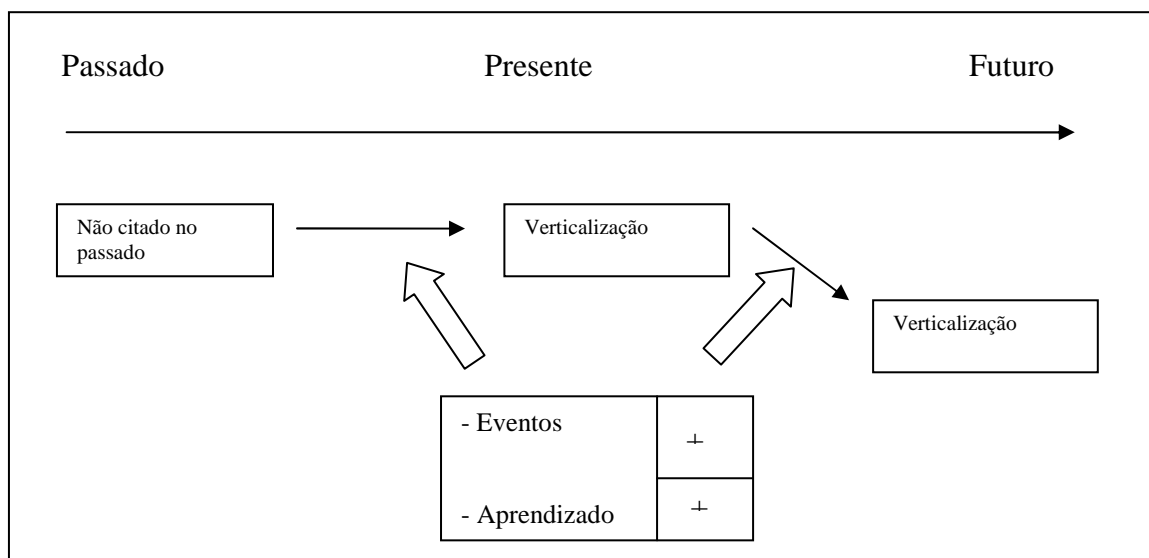 Passado Presente Futuro
Não citado no
passado
Verticalização
Verticalização
- Eventos +
- Aprendizado +